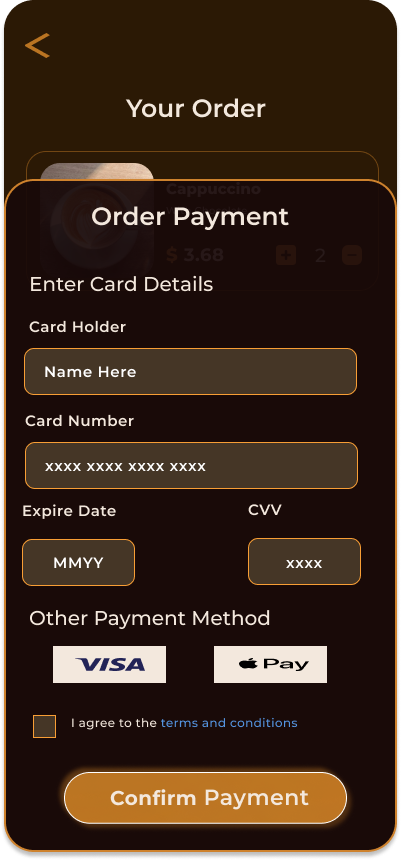 Your Order
Cappuccino
Order Payment
$ 3.68
2
Enter Card Details
Card Holder
Name Here
Card Number
xxxx xxxx xxxx xxxx
Expire Date
CVV
MMYY
xxxx
Other Payment Method
VISA
Pay
I agree to the terms and conditions
Confirm Payment